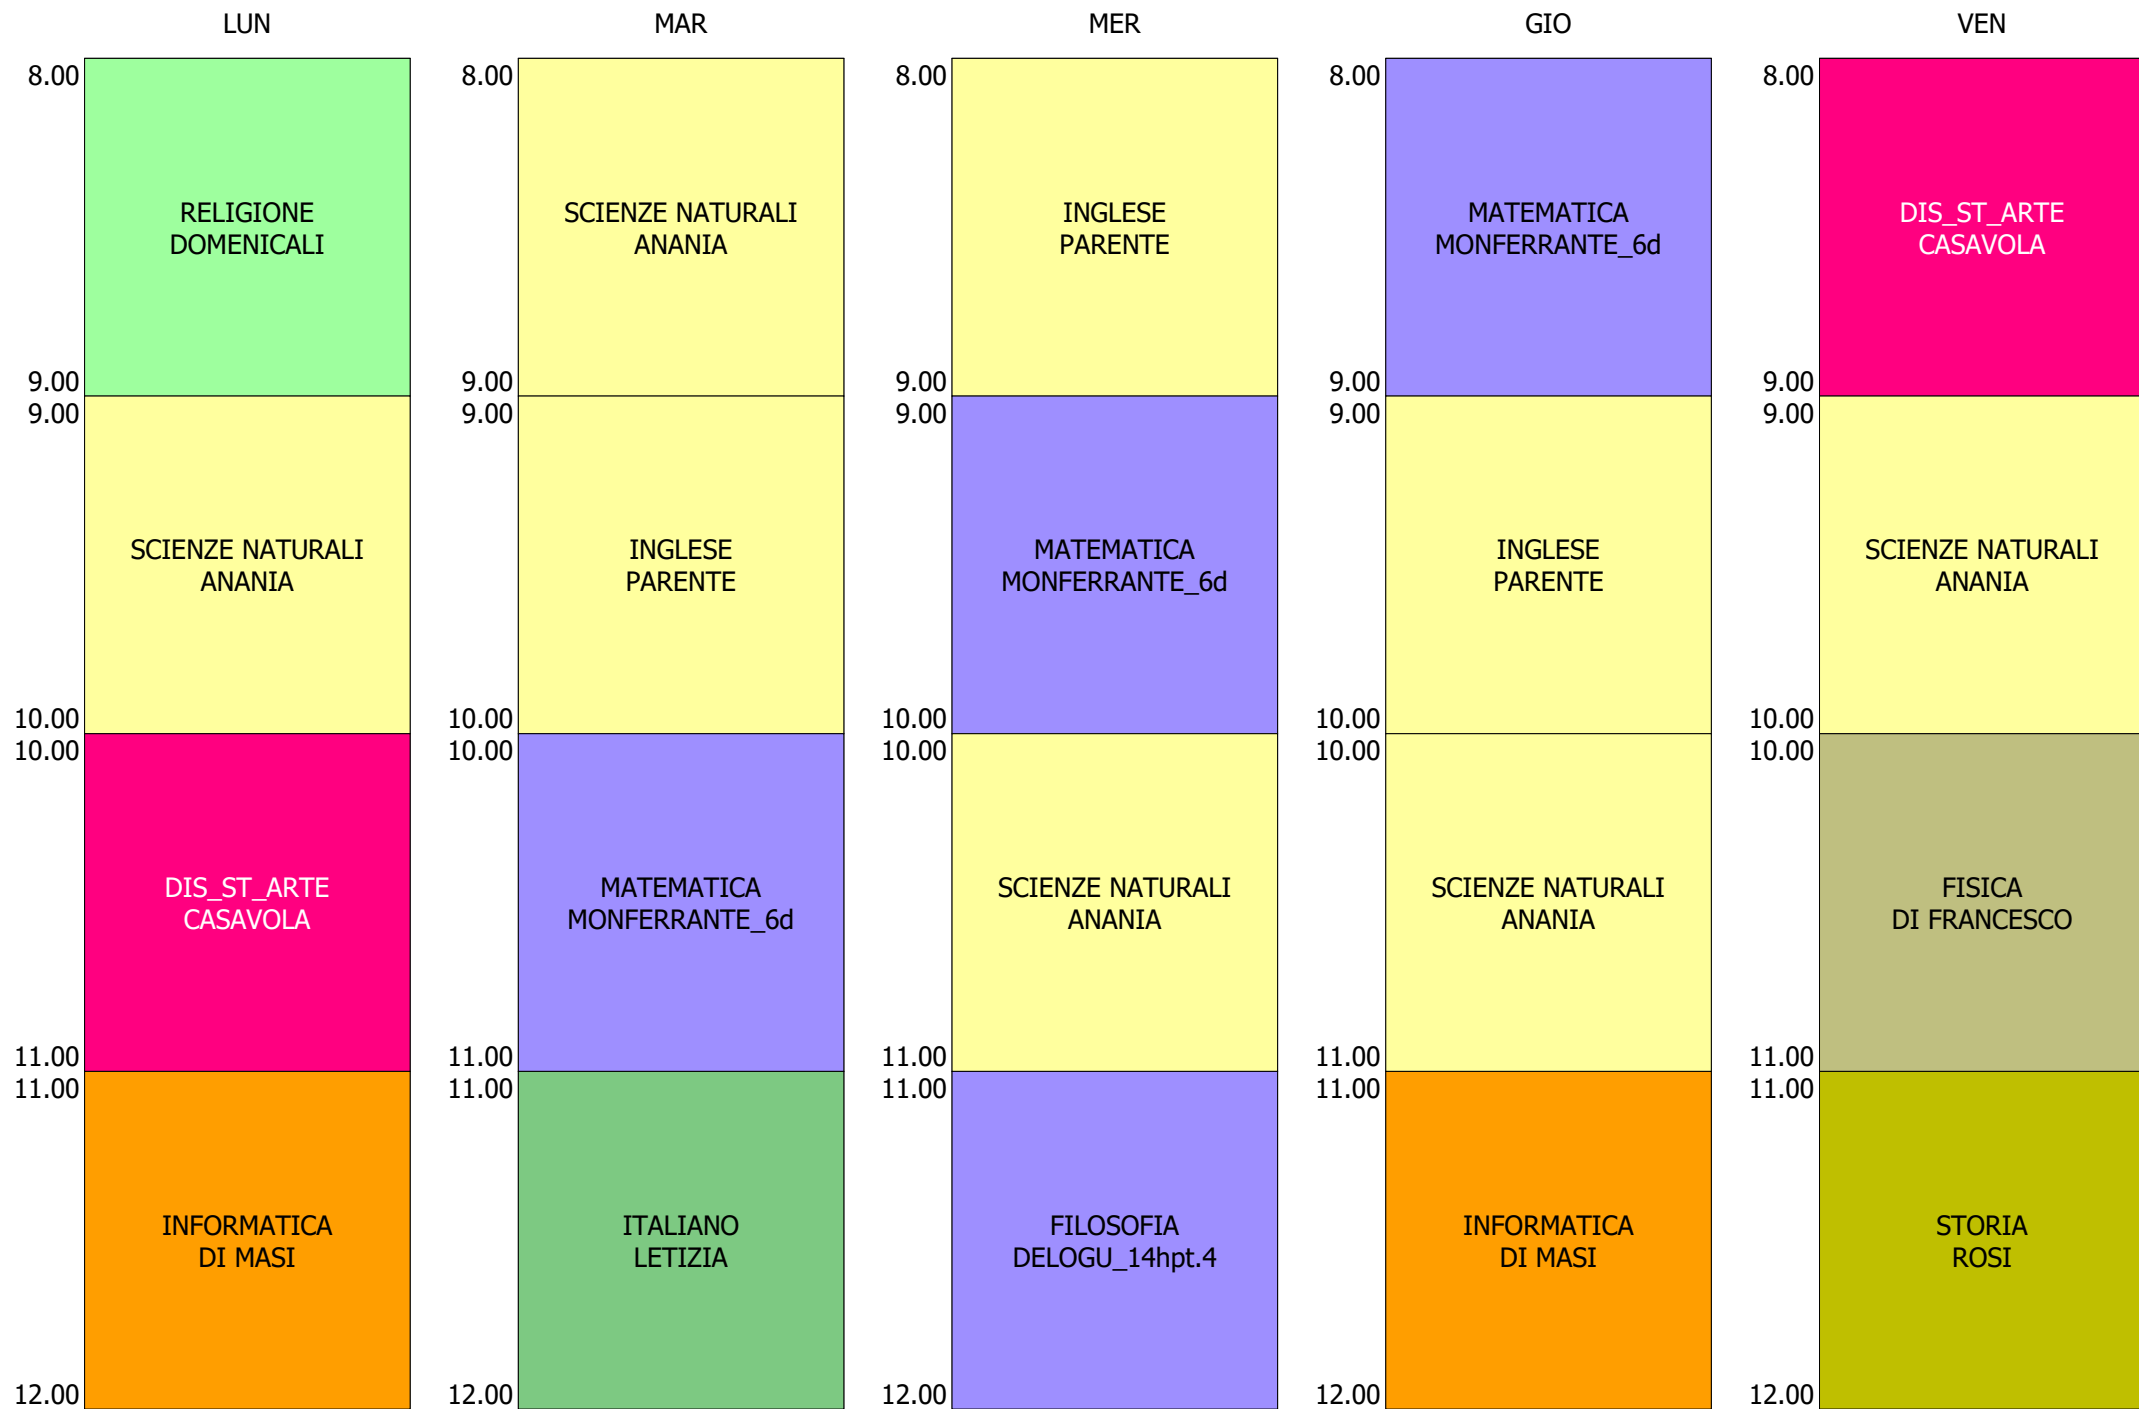 LUN MAR MER GIO VEN
8.00 8.00 8.00 8.00 8.00
RELIGIONE SCIENZE NATURALI INGLESE MATEMATICA DIS_ST_ARTE
DOMENICALI ANANIA PARENTE MONFERRANTE_6d CASAVOLA
9.00 9.00 9.00 9.00 9.00
9.00 9.00 9.00 9.00 9.00
SCIENZE NATURALI INGLESE MATEMATICA INGLESE SCIENZE NATURALI
ANANIA PARENTE MONFERRANTE_6d PARENTE ANANIA
10.00 10.00 10.00 10.00 10.00
10.00 10.00 10.00 10.00 10.00
DIS_ST_ARTE MATEMATICA SCIENZE NATURALI SCIENZE NATURALI FISICA
CASAVOLA MONFERRANTE_6d ANANIA ANANIA DI FRANCESCO
11.00 11.00 11.00 11.00 11.00
11.00 11.00 11.00 11.00 11.00
INFORMATICA ITALIANO FILOSOFIA INFORMATICA STORIA
DI MASI LETIZIA DELOGU_14hpt.4 DI MASI ROSI
12.00 12.00 12.00 12.00 12.00